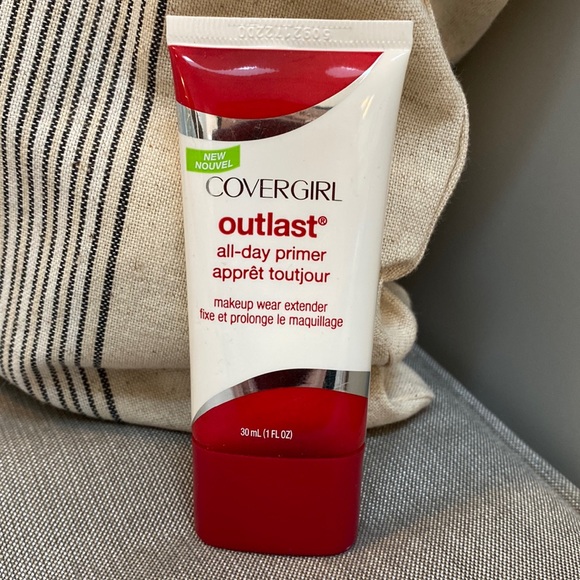 NEW
NOUVEL
COVERGIRL
outlast®
all-day primer
apprêt toutjour
makeup wear extender
fixe et prolonge le maquillage
30 mL (1 FL OZ)